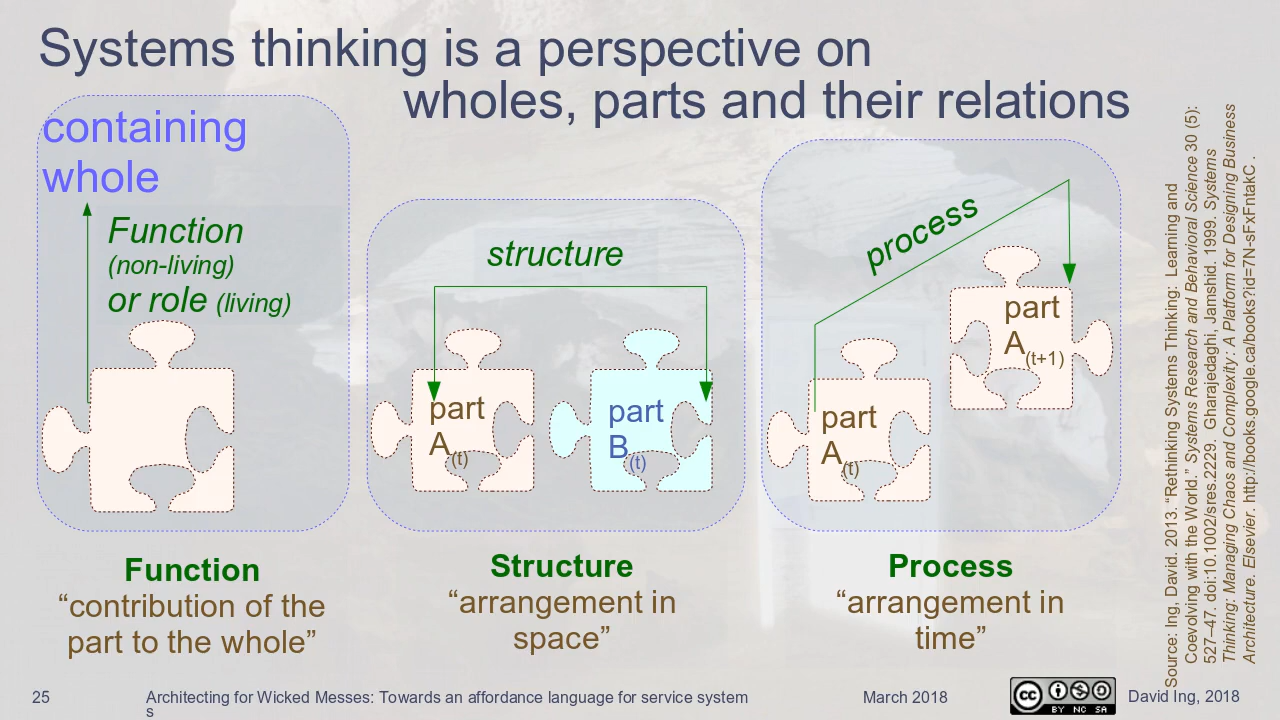 Systems thinking is a perspective on
wholes, parts and their relations
containing
whole
Function
(non-living)
or role (living)
structure
part
A(t)
part
B(t)
process
part
A(t)
part
A(t+1)
Function
“contribution of the
part to the whole”
Structure
“arrangement in
space”
Process
“arrangement in
time”
Source: Ing, David. 2013. “Rethinking Systems Thinking: Learning and
Coevolving with the World.” Systems Research and Behavioral Science 30 (5):
527–47. doi:10.1002/sres.2229. Gharajedaghi, Jamshid. 1999. Systems
Thinking: Managing Chaos and Complexity: A Platform for Designing Business
Architecture. Elsevier. http://books.google.ca/books?id=7N-sFxFntakC .
25
Architecting for Wicked Messes: Towards an affordance language for service system
s
March 2018
cc
BY NC SA
David Ing, 2018